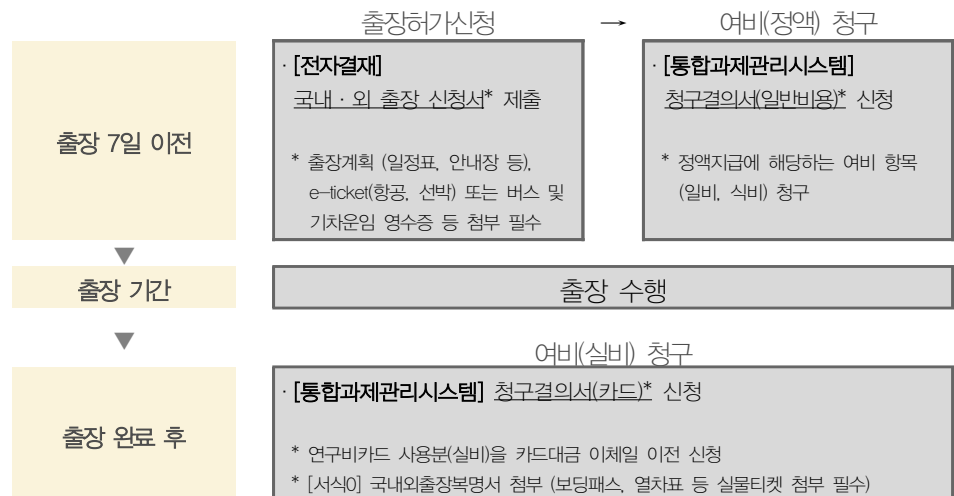 출장허가신청 → 여비(정액) 청구
출장 7일 이전
· [전자결재]
국내 · 외 출장 신청서* 제출
* 출장계획 (일정표, 안내장 등),
e-ticket(항공, 선박) 또는 버스 및
기차운임 영수증 등 첨부 필수
· [통합과제관리시스템]
청구결의서(일반비용)* 신청
* 정액지급에 해당하는 여비 항목
(일비, 식비) 청구
▼
출장 기간
출장 수행
▼
여비(실비) 청구
출장 완료 후
· [통합과제관리시스템] 청구결의서(카드)* 신청
* 연구비카드 사용분(실비)을 카드대금 이체일 이전 신청
* [서식0] 국내외출장복명서 첨부 (보딩패스, 열차표 등 실물티켓 첨부 필수)